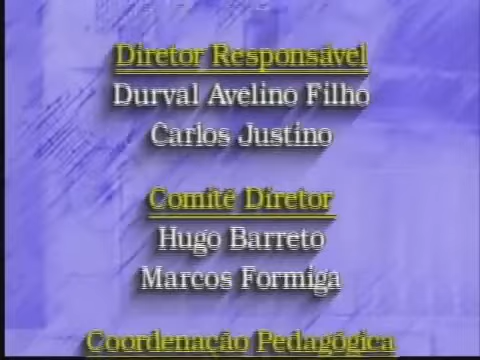 Diretor Responsável
Durval Avelino Filho
Carlos Justino
Comitê Diretor
Hugo Barreto
Marcos Formiga
Coordenação Pedagógica